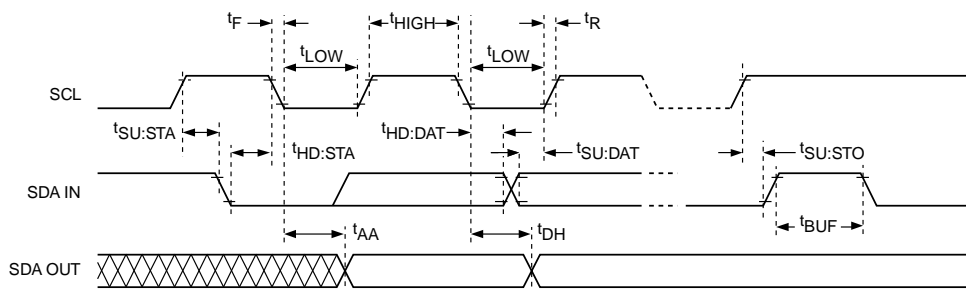 tF
tHIGH
tR
tLOW
tLOW
SCL
tSU:STA
tHD:STA
tHD:DAT
tSU:DAT
tSU:STO
SDA IN
tBUF
tAA
tDH
SDA OUT